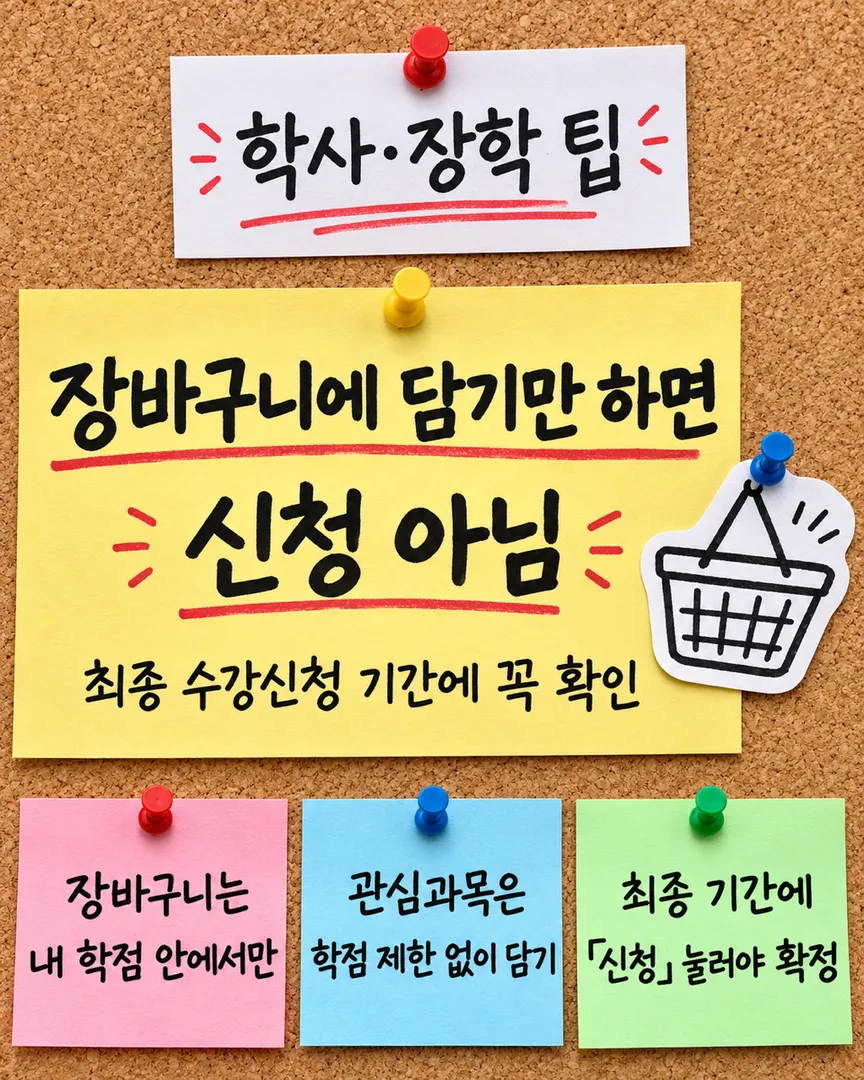 학사·장학 팁
장바구니에 담기만 하면
신청 아님
최종 수강신청 기간에 꼭 확인
장바구니는
내 학점 안에서만
관심과목은
학점 제한 없이 담기
최종 기간에
「신청」 눌러야 확정